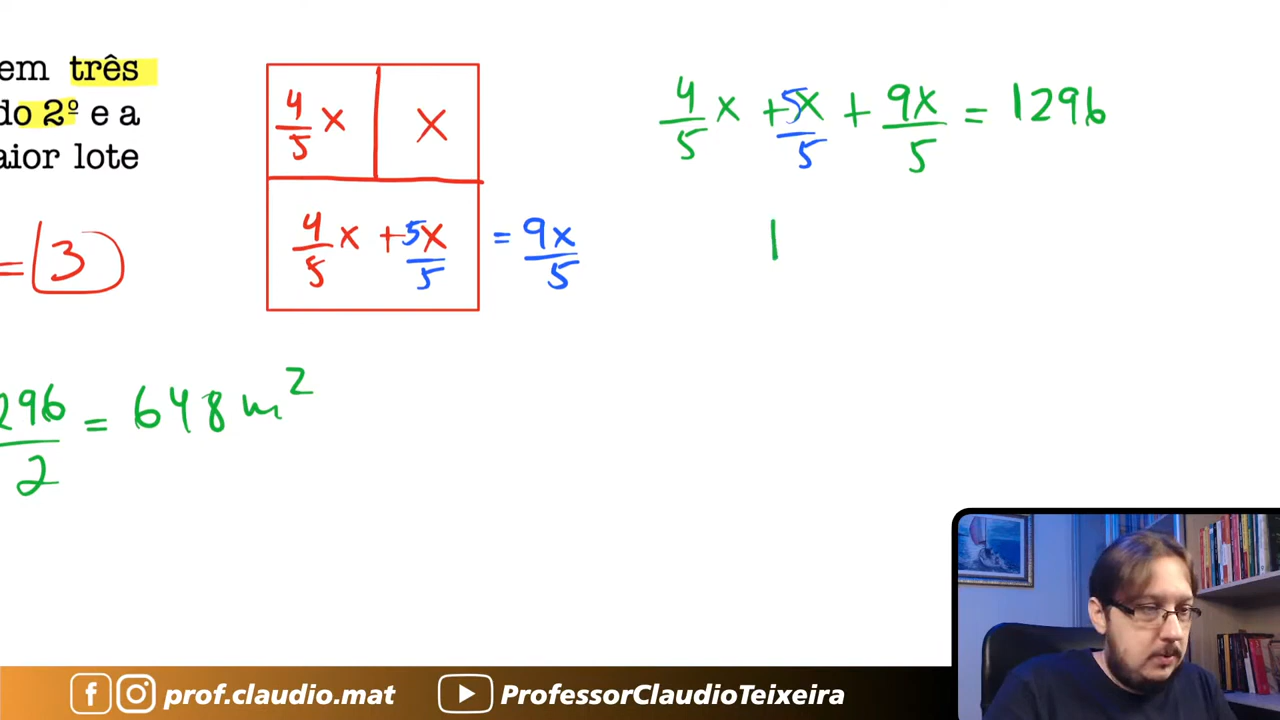 em três
do 2º e a
aior lote
= 3
4/5 x | x
4/5 x + 5x/5 = 9x/5
4/5 x + 5x/5 + 9x/5 = 1296
1
296/2 = 648 m²
prof.claudio.mat
ProfessorClaudioTeixeira